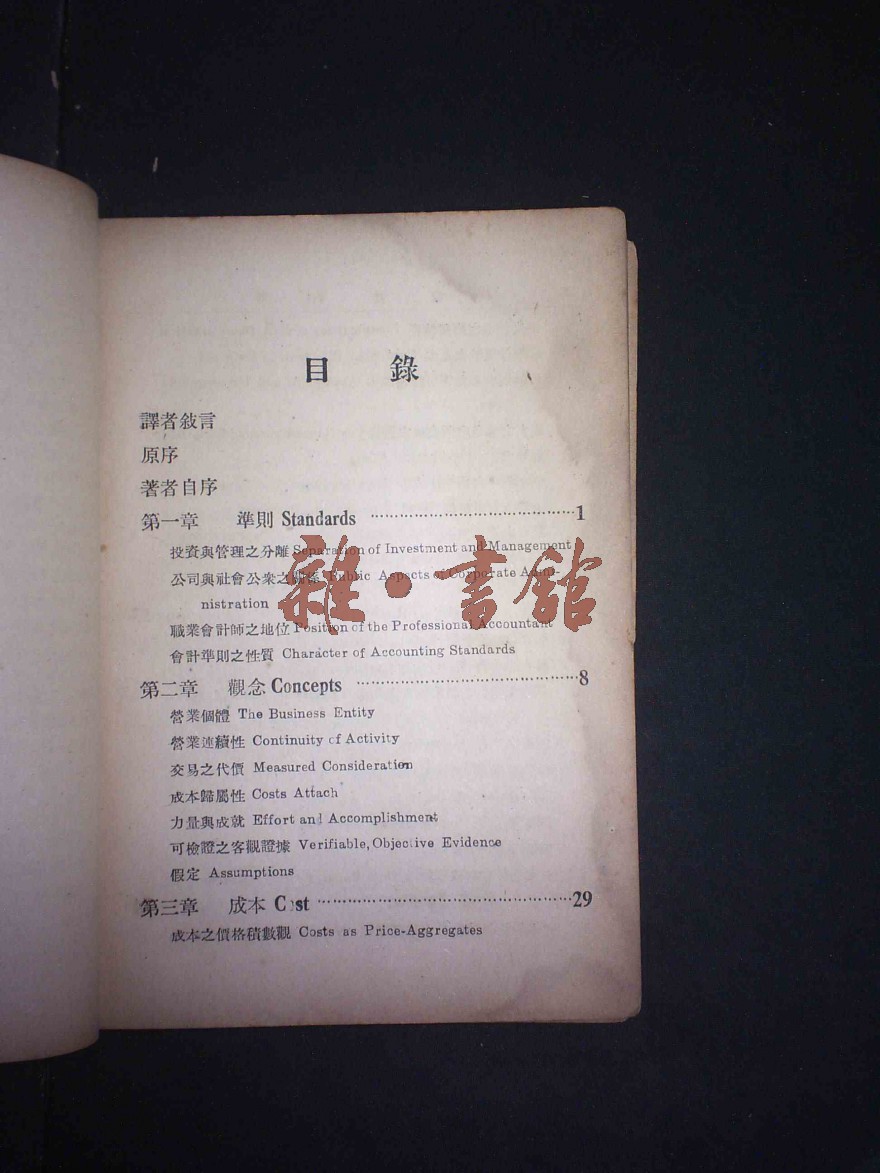 目 錄
譯者敍言
原序
著者自序
第一章 準則 Standards ········································1
投資與管理之分離 Separation of Investment and Management
公司與社會公衆之關係 Public Aspects of Corporate Admi-
nistration
職業會計師之地位 Position of the Professional Accountant
會計準則之性質 Character of Accounting Standards
第二章 觀念 Concepts ········································8
營業個體 The Business Entity
營業連續性 Continuity of Activity
交易之代價 Measured Consideration
成本歸屬性 Costs Attach
力量與成就 Effort and Accomplishment
可檢證之客觀證據 Verifiable, Objective Evidence
假定 Assumptions
第三章 成本 Cost ········································29
成本之價格積數觀 Costs as Price-Aggregates
雜·書館